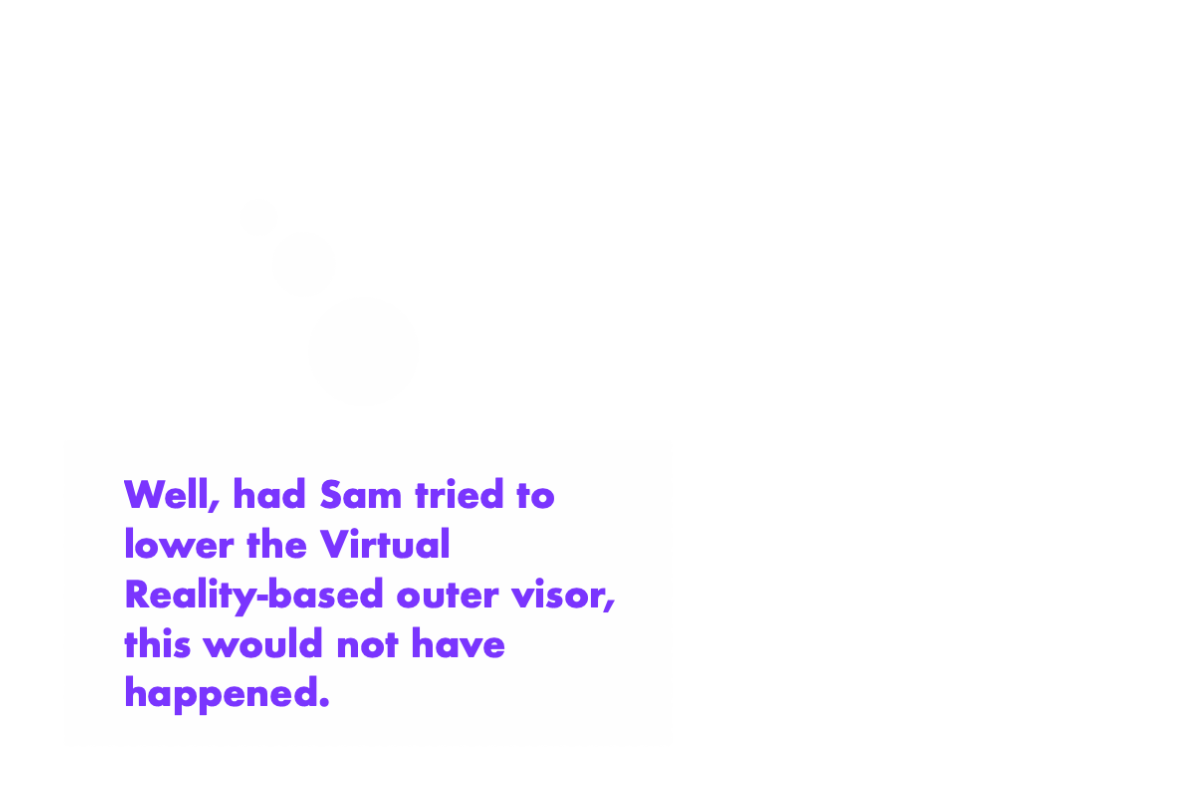 Well, had Sam tried to
lower the Virtual
Reality-based outer visor,
this would not have
happened.